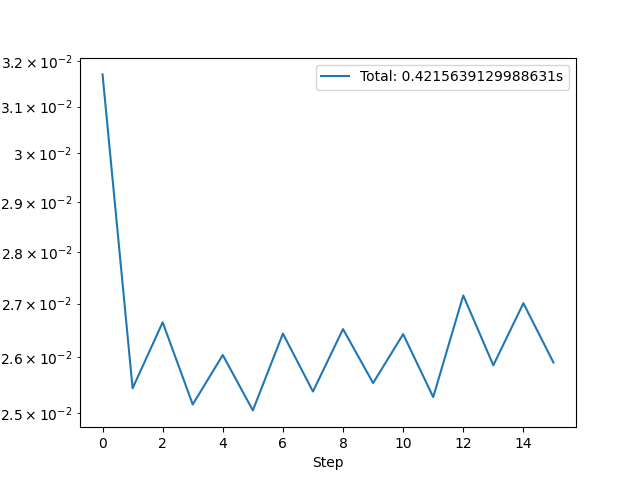 Total: 0.4215639129988631s
3.2 × 10⁻²
3.1 × 10⁻²
3 × 10⁻²
2.9 × 10⁻²
2.8 × 10⁻²
2.7 × 10⁻²
2.6 × 10⁻²
2.5 × 10⁻²
0 2 4 6 8 10 12 14
Step